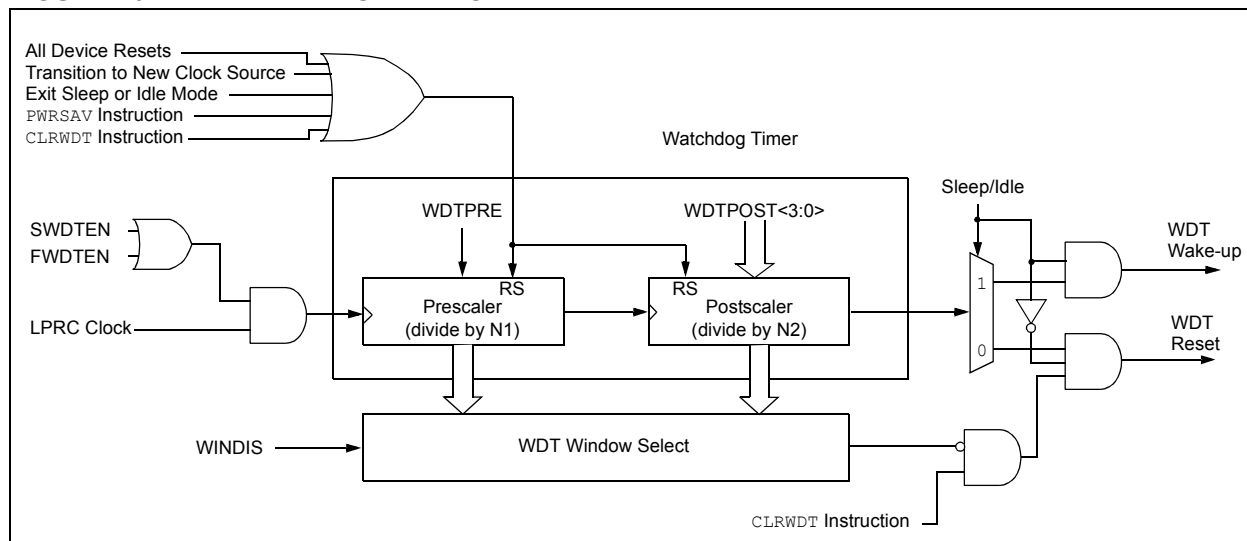 All Device Resets
Transition to New Clock Source
Exit Sleep or Idle Mode
PWRSAV Instruction
CLRWDT Instruction
Watchdog Timer
Sleep/Idle
WDTPRE
WDTPOST<3:0>
SWDTEN
FWDTEN
WDT
Wake-up
RS
RS
1
Prescaler
(divide by N1)
Postscaler
(divide by N2)
LPRC Clock
0
WDT
Reset
WINDIS
WDT Window Select
CLRWDT Instruction